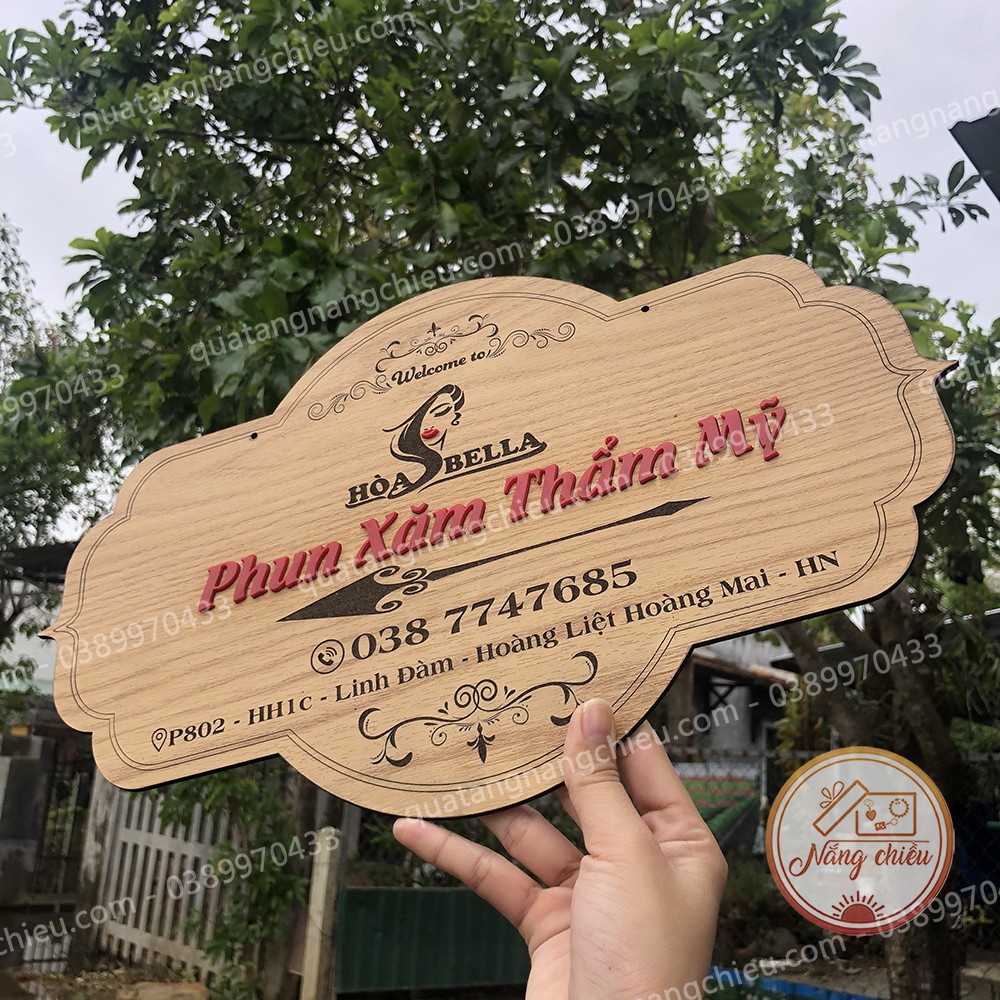 Welcome to
HÒA BELLA
Phun Xăm Thẩm Mỹ
038 7747685
P802 - HH1C - Linh Đàm - Hoàng Liệt Hoàng Mai - HN
Nắng chiều
quatangnangchieu.com - 0389970433